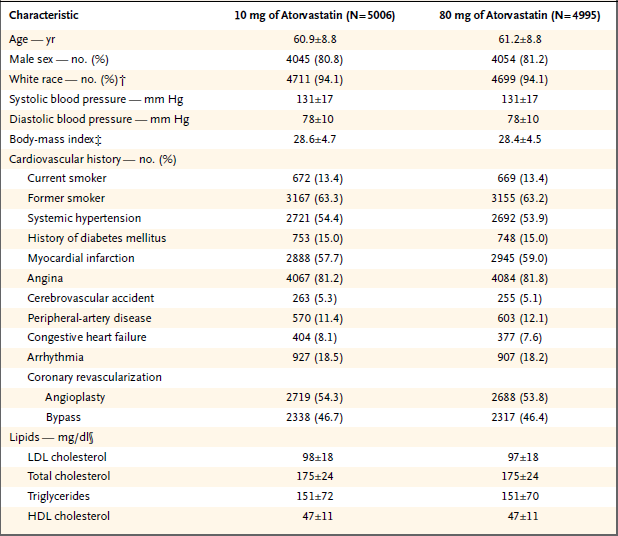 Characteristic 10 mg of Atorvastatin (N=5006) 80 mg of Atorvastatin (N=4995)
Age — yr 60.9±8.8 61.2±8.8
Male sex — no. (%) 4045 (80.8) 4054 (81.2)
White race — no. (%)† 4711 (94.1) 4699 (94.1)
Systolic blood pressure — mm Hg 131±17 131±17
Diastolic blood pressure — mm Hg 78±10 78±10
Body-mass index‡ 28.6±4.7 28.4±4.5
Cardiovascular history — no. (%)
Current smoker 672 (13.4) 669 (13.4)
Former smoker 3167 (63.3) 3155 (63.2)
Systemic hypertension 2721 (54.4) 2692 (53.9)
History of diabetes mellitus 753 (15.0) 748 (15.0)
Myocardial infarction 2888 (57.7) 2945 (59.0)
Angina 4067 (81.2) 4084 (81.8)
Cerebrovascular accident 263 (5.3) 255 (5.1)
Peripheral-artery disease 570 (11.4) 603 (12.1)
Congestive heart failure 404 (8.1) 377 (7.6)
Arrhythmia 927 (18.5) 907 (18.2)
Coronary revascularization
Angioplasty 2719 (54.3) 2688 (53.8)
Bypass 2338 (46.7) 2317 (46.4)
Lipids — mg/dl§
LDL cholesterol 98±18 97±18
Total cholesterol 175±24 175±24
Triglycerides 151±72 151±70
HDL cholesterol 47±11 47±11